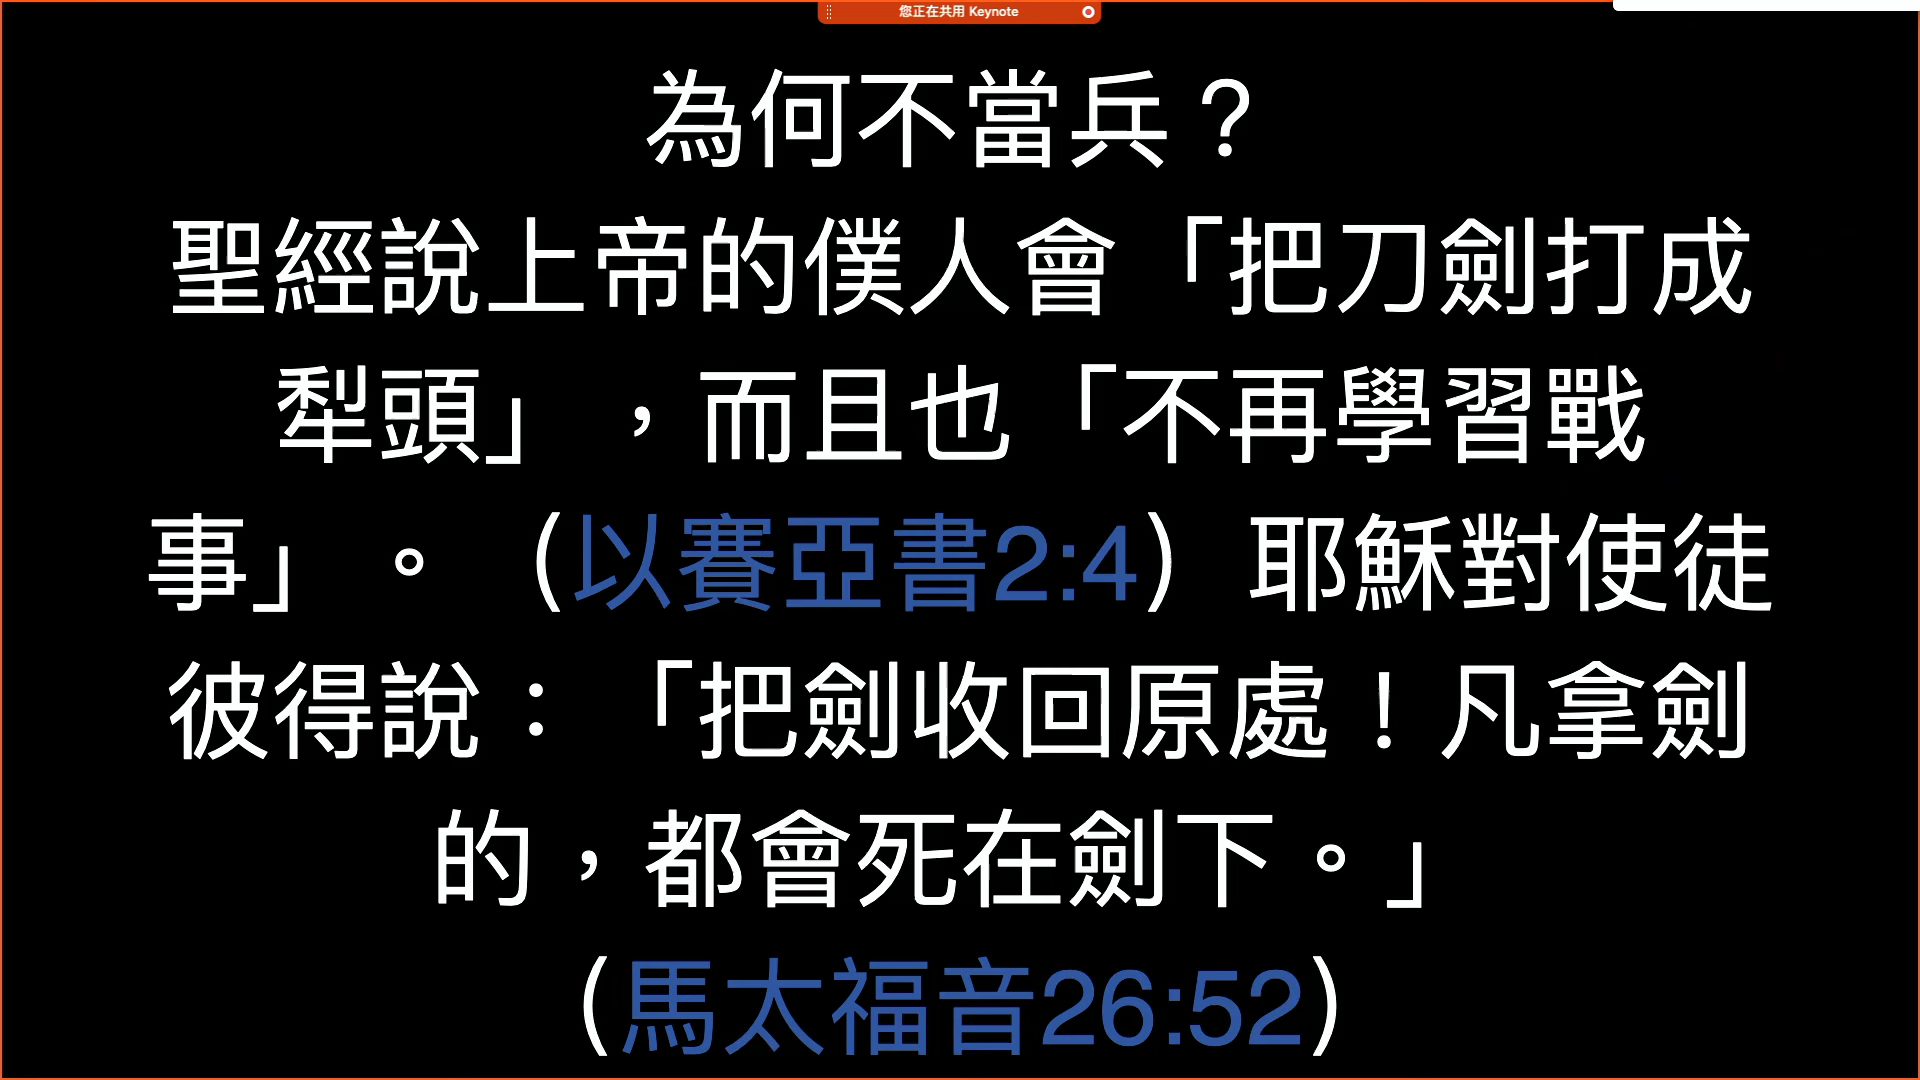 您正在共用 Keynote
為何不當兵？
聖經說上帝的僕人會「把刀劍打成
犁頭」，而且也「不再學習戰
事」。（以賽亞書2:4）耶穌對使徒
彼得說：「把劍收回原處！凡拿劍
的，都會死在劍下。」
（馬太福音26:52）